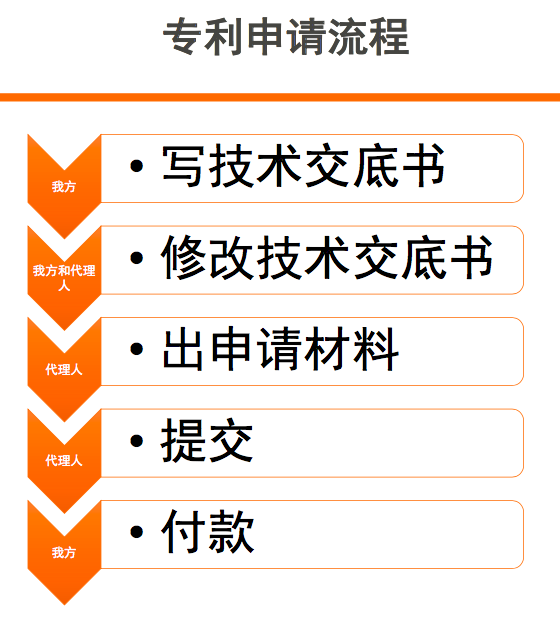 专利申请流程
我方
• 写技术交底书
我方和代理
人
• 修改技术交底书
代理人
• 出申请材料
代理人
• 提交
我方
• 付款